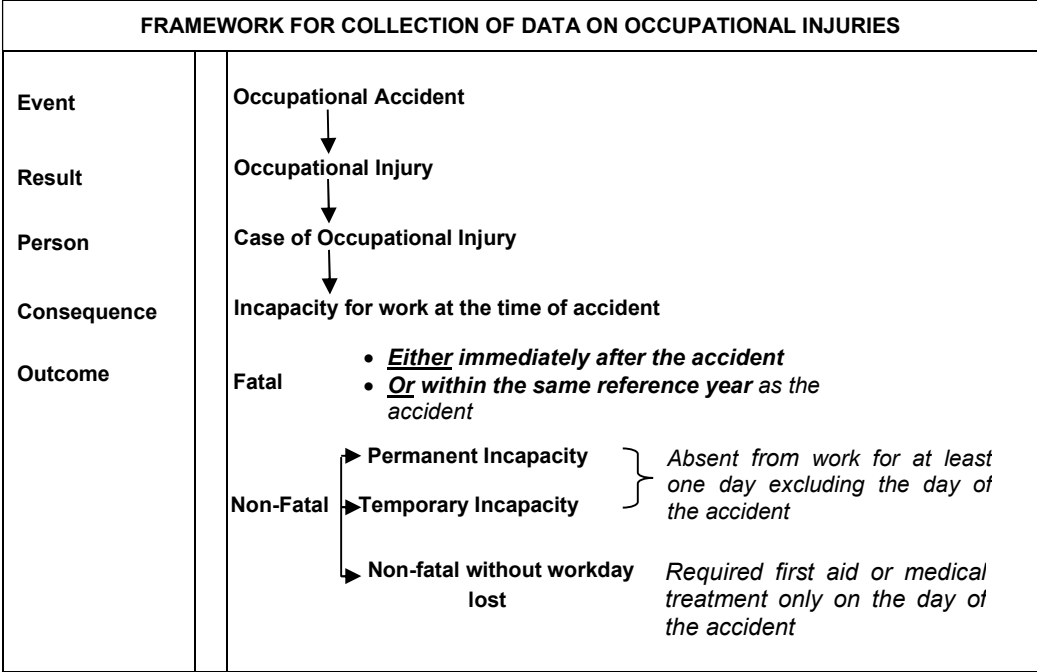 FRAMEWORK FOR COLLECTION OF DATA ON OCCUPATIONAL INJURIES
Event
Occupational Accident
Result
Occupational Injury
Person
Case of Occupational Injury
Consequence
Incapacity for work at the time of accident
Outcome
Fatal
• Either immediately after the accident
• Or within the same reference year as the
accident
Non-Fatal
Permanent Incapacity
Temporary Incapacity
Absent from work for at least
one day excluding the day of
the accident
Non-fatal without workday
lost
Required first aid or medical
treatment only on the day of
the accident